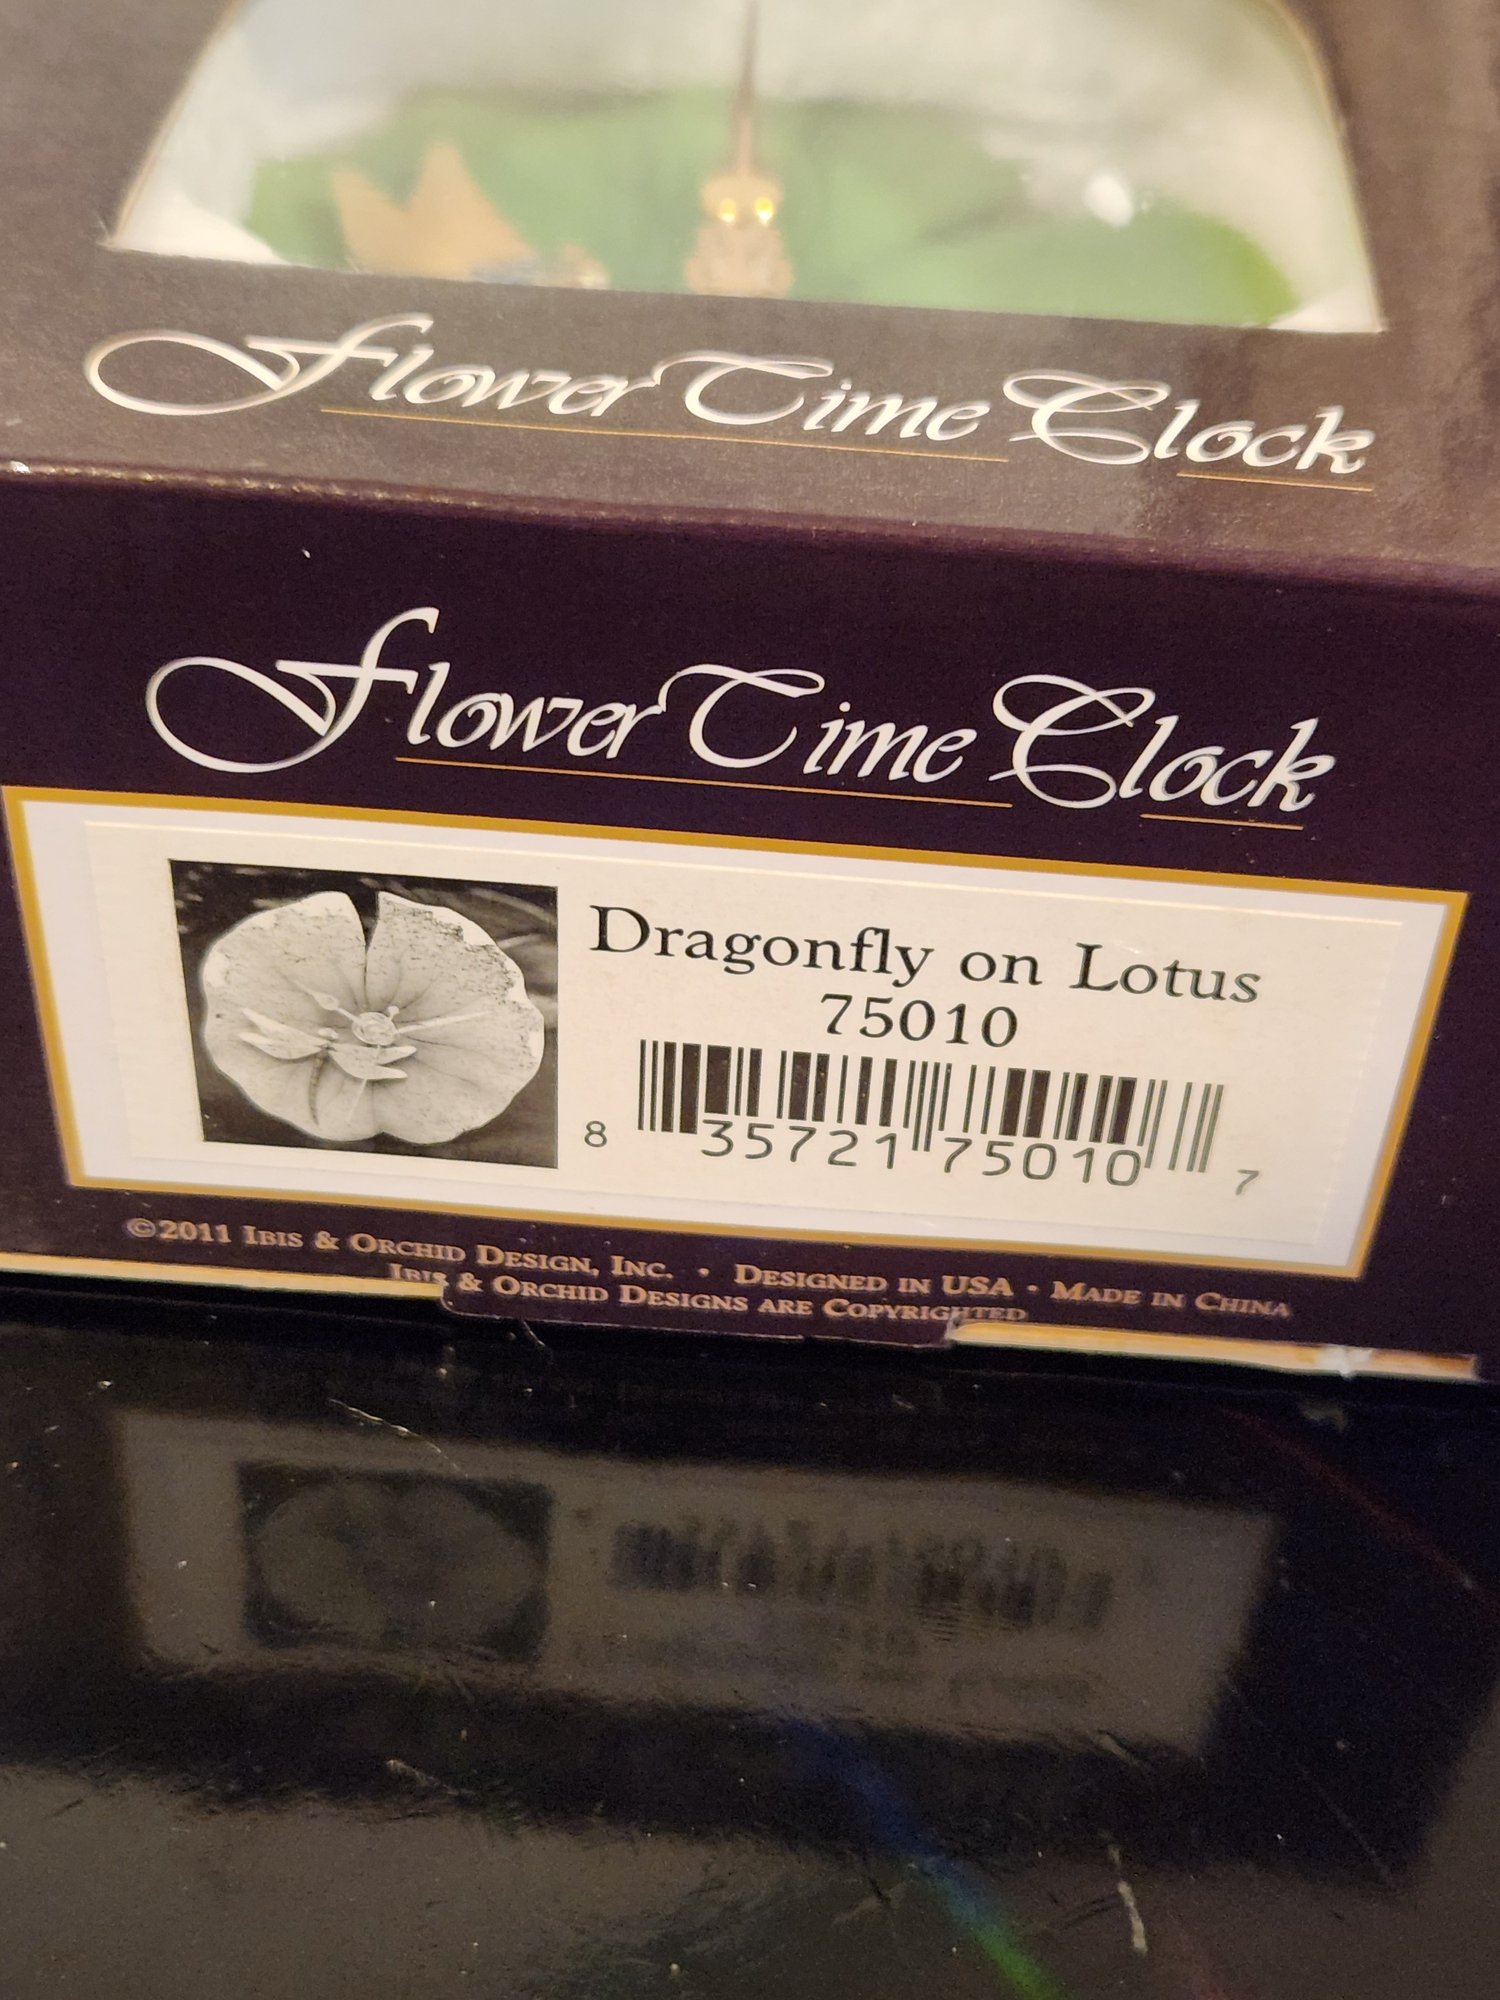 Flower Time Clock
Flower Time Clock
Dragonfly on Lotus
75010
8 35721 75010 7
©2011 Ibis & Orchid Design, Inc. • Designed in USA • Made in China
Ibis & Orchid Designs are Copyrighted